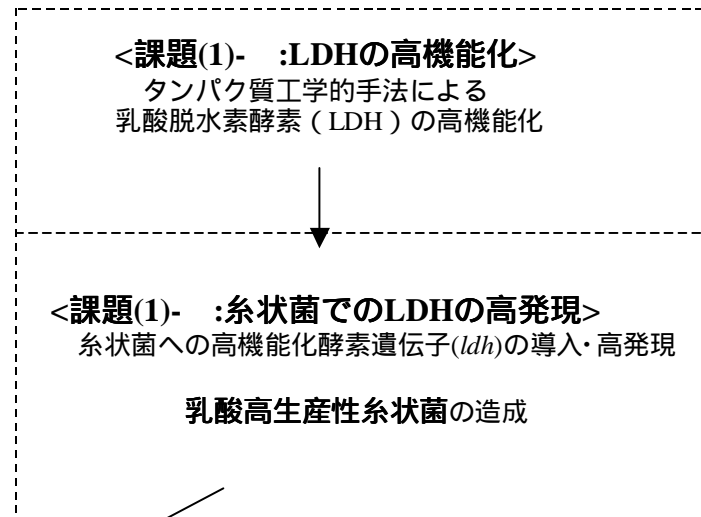 <課題(1)-　:LDHの高機能化>
タンパク質工学的手法による
乳酸脱水素酵素（LDH）の高機能化
<課題(1)-　:糸状菌でのLDHの高発現>
糸状菌への高機能化酵素遺伝子(ldh)の導入・高発現
乳酸高生産性糸状菌の造成